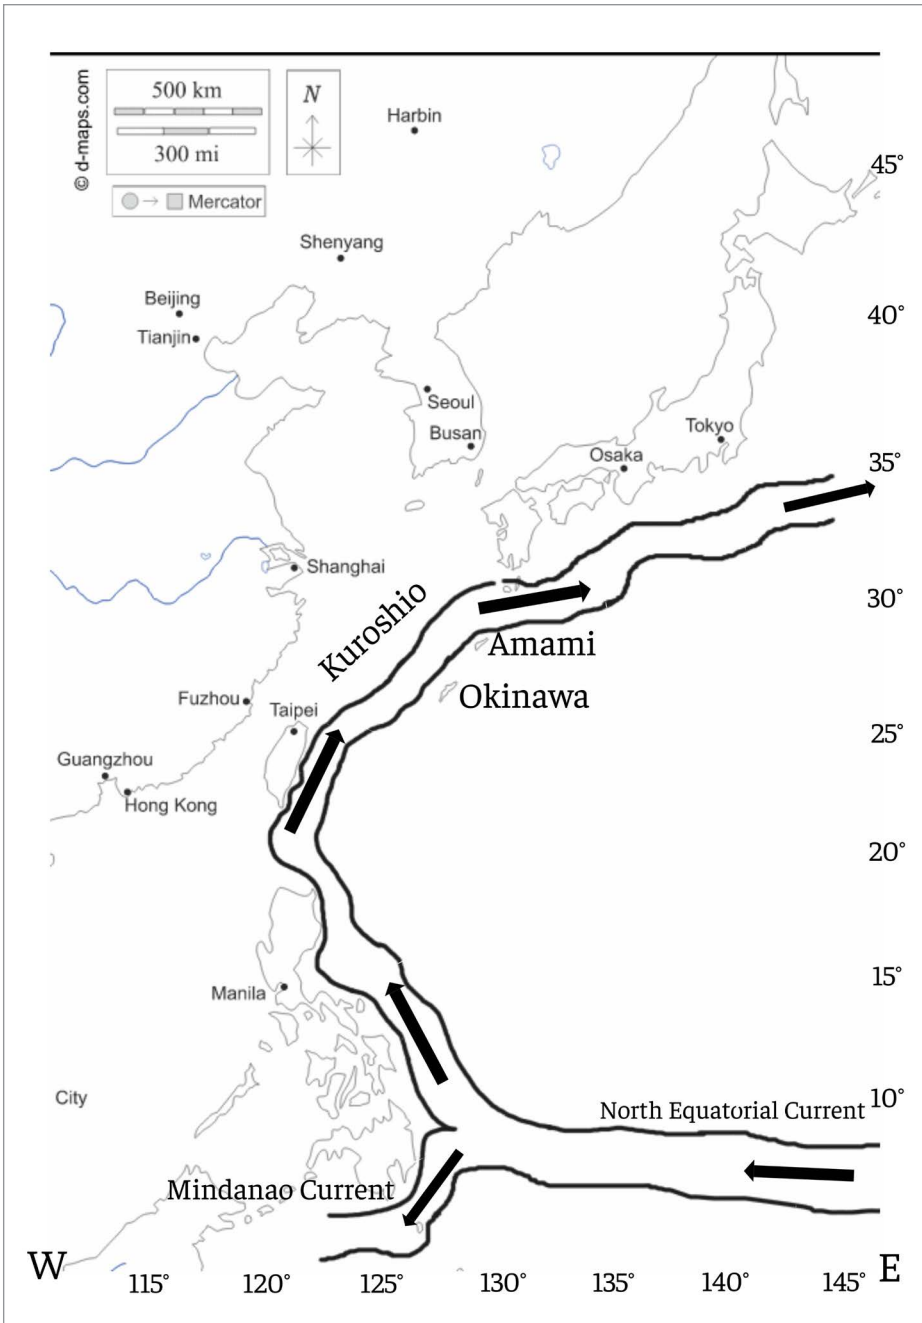 © d-maps.com
500 km
300 mi
N
Mercator
Harbin
45°
Shenyang
Beijing
40°
Tianjin
Seoul
Busan
Tokyo
Osaka
35°
Shanghai
30°
Kuroshio
Amami
Okinawa
Fuzhou
Taipei
25°
Guangzhou
Hong Kong
20°
15°
Manila
10°
City
North Equatorial Current
Mindanao Current
W
E
115°
120°
125°
130°
135°
140°
145°